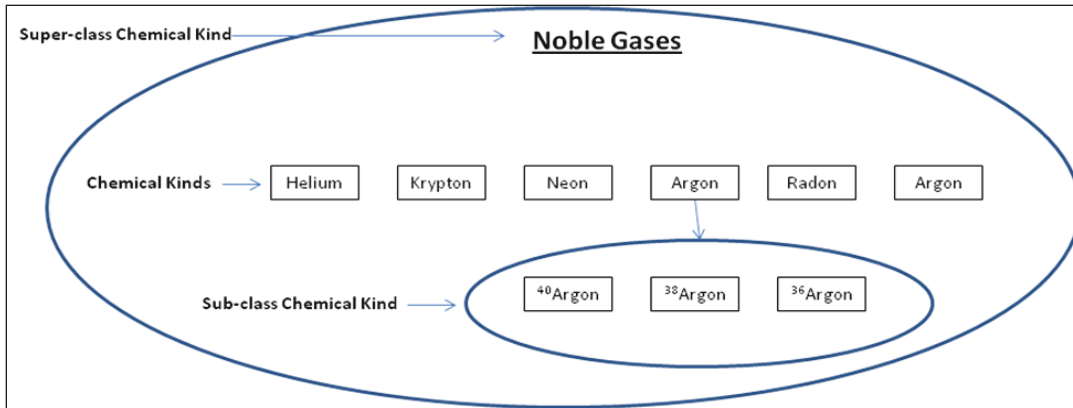 Super-class Chemical Kind
Noble Gases
Chemical Kinds
Helium
Krypton
Neon
Argon
Radon
Argon
Sub-class Chemical Kind
⁴⁰Argon
³⁸Argon
³⁶Argon